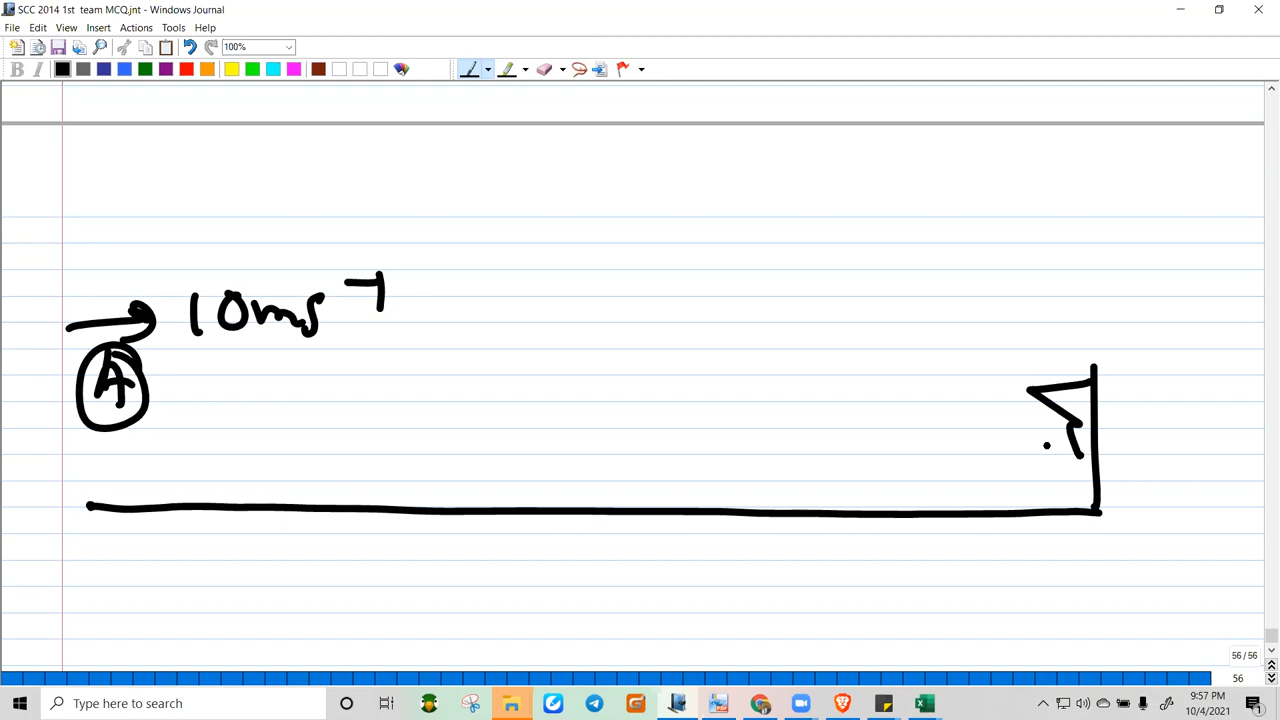 SCC 2014 1st team MCQ.jnt - Windows Journal
File Edit View Insert Actions Tools Help
100%
B I
10ms⁻¹
A
56 / 56
56
Type here to search
9:57 PM
10/4/2021
1